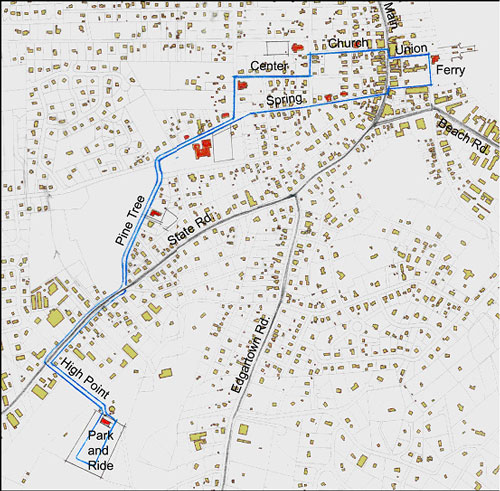 Main
Church
Union
Center
Ferry
Spring
Beach Rd.
Pine Tree
State Rd.
Edgartown Rd.
High Point
Park
and
Ride